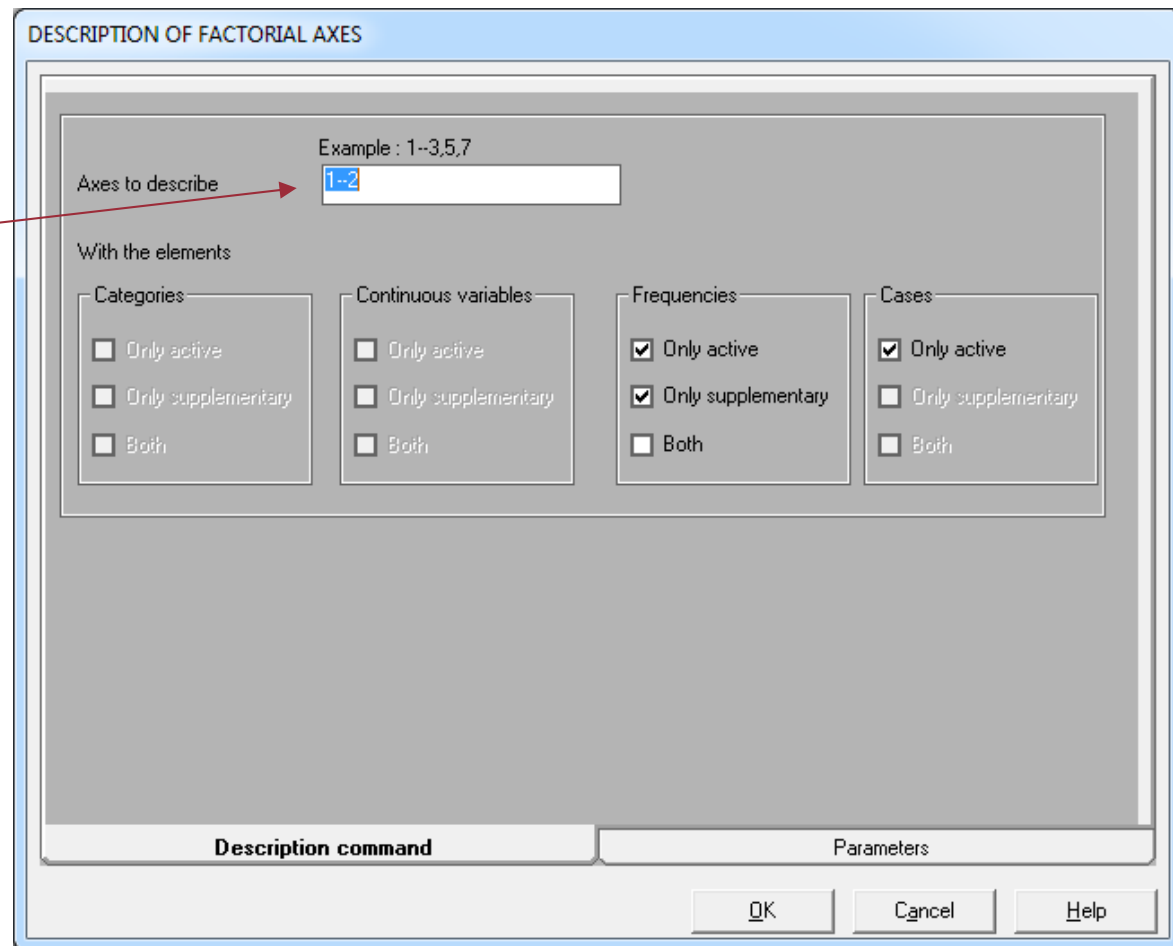 DESCRIPTION OF FACTORIAL AXES
Example : 1--3,5,7
Axes to describe 1--2
With the elements
Categories Continuous variables Frequencies Cases
Only active Only active Only active Only active
Only supplementary Only supplementary Only supplementary Only supplementary
Both Both Both Both
Description command Parameters
OK Cancel Help